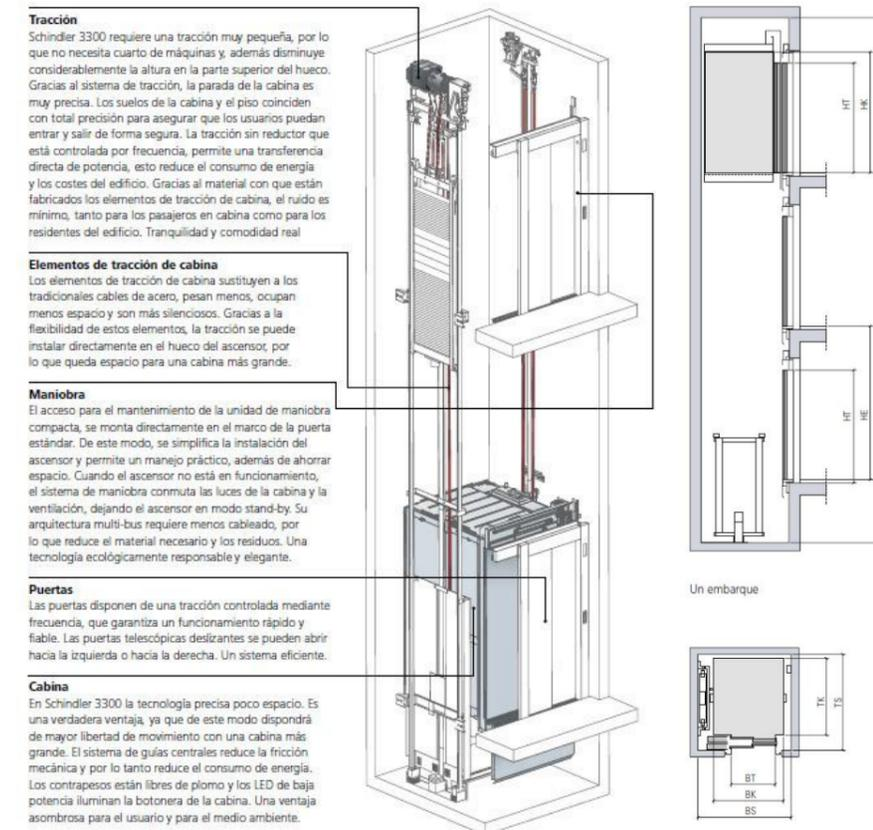 Tracción
Schindler 3300 requiere una tracción muy pequeña, por lo
que no necesita cuarto de máquinas y, además disminuye
considerablemente la altura en la parte superior del hueco.
Gracias al sistema de tracción, la parada de la cabina es
muy precisa. Los suelos de la cabina y el piso coinciden
con total precisión para asegurar que los usuarios puedan
entrar y salir de forma segura. La tracción sin reductor que
está controlada por frecuencia, permite una transferencia
directa de potencia, esto reduce el consumo de energía
y los costes del edificio. Gracias al material con que están
fabricados los elementos de tracción de cabina, el ruido es
mínimo, tanto para los pasajeros en cabina como para los
residentes del edificio. Tranquilidad y comodidad real
Elementos de tracción de cabina
Los elementos de tracción de cabina sustituyen a los
tradicionales cables de acero, pesan menos, ocupan
menos espacio y son más silenciosos. Gracias a la
flexibilidad de estos elementos, la tracción se puede
instalar directamente en el hueco del ascensor, por
lo que queda espacio para una cabina más grande.
Maniobra
El acceso para el mantenimiento de la unidad de maniobra
compacta, se monta directamente en el marco de la puerta
estándar. De este modo, se simplifica la instalación del
ascensor y permite un manejo práctico, además de ahorrar
espacio. Cuando el ascensor no está en funcionamiento,
el sistema de maniobra conmuta las luces de la cabina y la
ventilación, dejando el ascensor en modo stand-by. Su
arquitectura multi-bus requiere menos cableado, por
lo que reduce el material necesario y los residuos. Una
tecnología ecológicamente responsable y elegante.
Puertas
Las puertas disponen de una tracción controlada mediante
frecuencia, que garantiza un funcionamiento rápido y
fiable. Las puertas telescópicas deslizantes se pueden abrir
hacia la izquierda o hacia la derecha. Un sistema eficiente.
Cabina
En Schindler 3300 la tecnología precisa poco espacio. Es
una verdadera ventaja, ya que de este modo dispondrá
de mayor libertad de movimiento con una cabina más
grande. El sistema de guías centrales reduce la fricción
mecánica y por lo tanto reduce el consumo de energía.
Los contrapesos están libres de plomo y los LED de baja
potencia iluminan la botonera de la cabina. Una ventaja
asombrosa para el usuario y para el medio ambiente.
HT
HK
HT
HE
Un embarque
TK
TS
BT
BK
BS